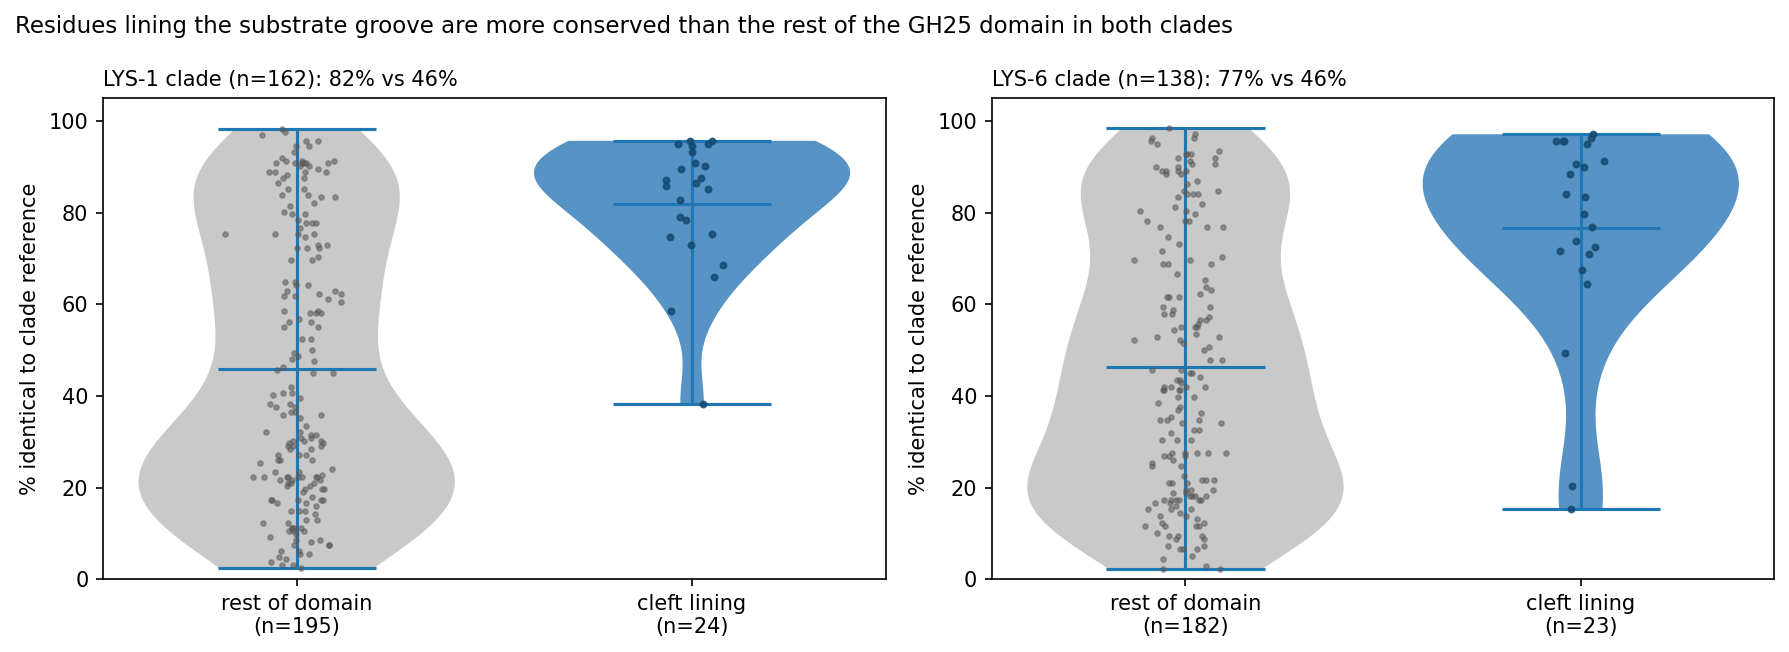 Residues lining the substrate groove are more conserved than the rest of the GH25 domain in both clades
LYS-1 clade (n=162): 82% vs 46%
% identical to clade reference
100
80
60
40
20
0
rest of domain
(n=195)
cleft lining
(n=24)
LYS-6 clade (n=138): 77% vs 46%
% identical to clade reference
100
80
60
40
20
0
rest of domain
(n=182)
cleft lining
(n=23)